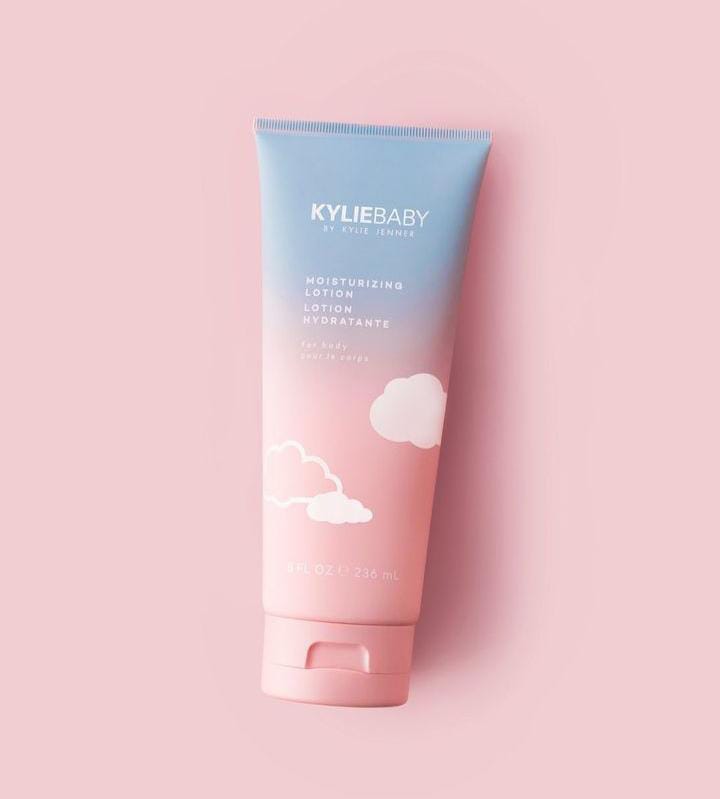 KYLIEBABY
BY KYLIE JENNER
MOISTURIZING
LOTION
LOTION
HYDRATANTE
for body
pour le corps
8 FL OZ ℮ 236 mL